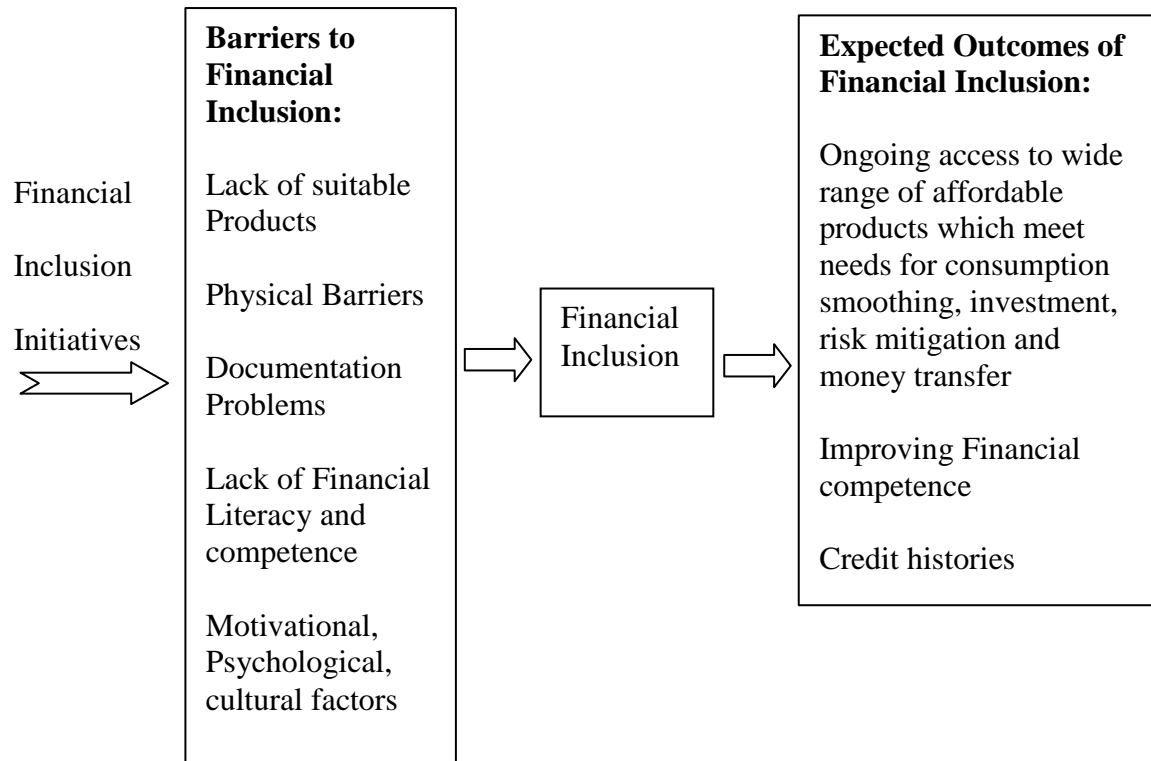 Financial
Inclusion
Initiatives
Barriers to
Financial
Inclusion:
Lack of suitable
Products
Physical Barriers
Documentation
Problems
Lack of Financial
Literacy and
competence
Motivational,
Psychological,
cultural factors
Financial
Inclusion
Expected Outcomes of
Financial Inclusion:
Ongoing access to wide
range of affordable
products which meet
needs for consumption
smoothing, investment,
risk mitigation and
money transfer
Improving Financial
competence
Credit histories